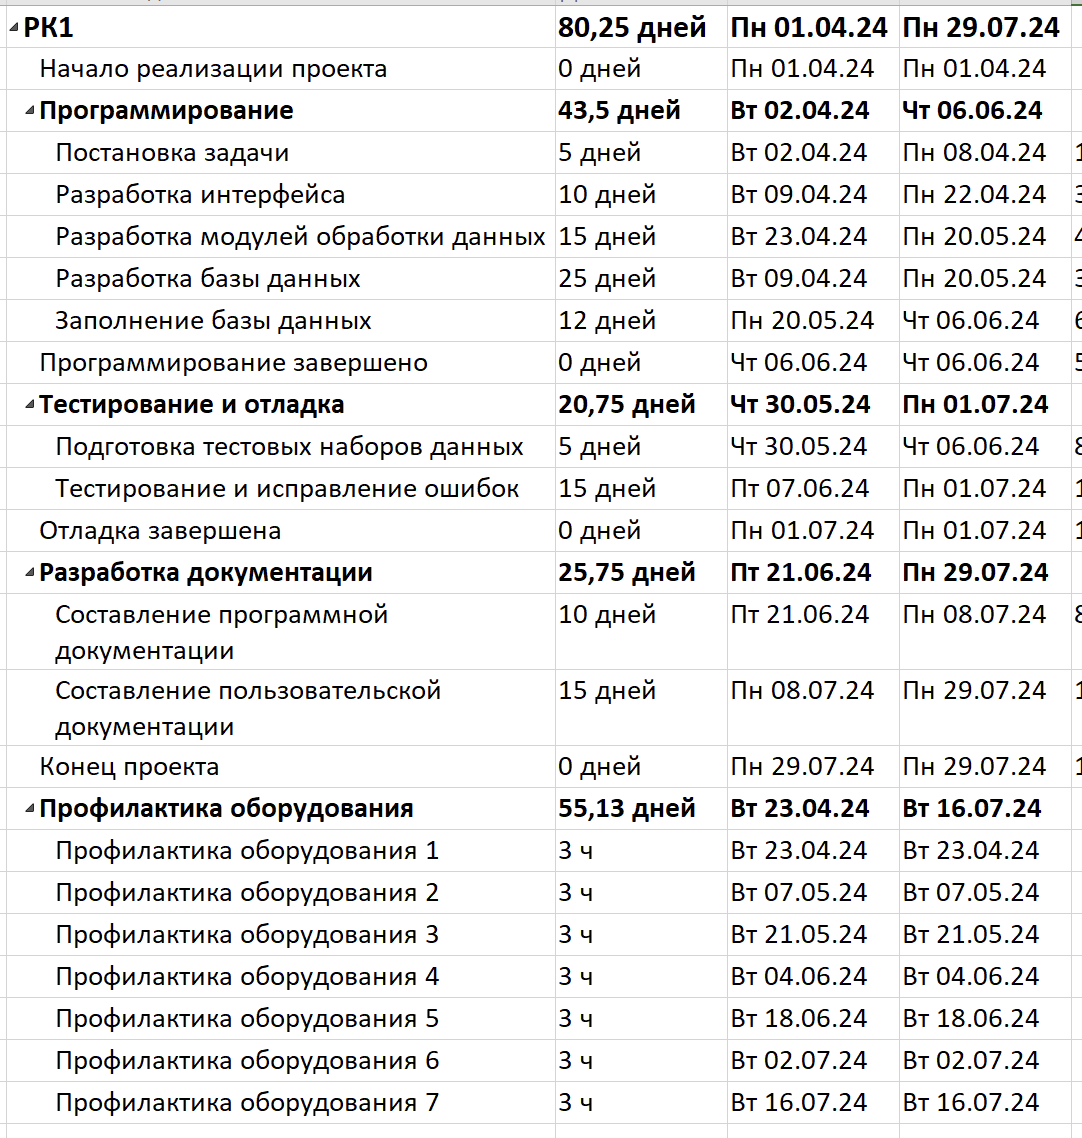 РК1 80,25 дней Пн 01.04.24 Пн 29.07.24
Начало реализации проекта 0 дней Пн 01.04.24 Пн 01.04.24
Программирование 43,5 дней Вт 02.04.24 Чт 06.06.24
Постановка задачи 5 дней Вт 02.04.24 Пн 08.04.24
Разработка интерфейса 10 дней Вт 09.04.24 Пн 22.04.24
Разработка модулей обработки данных 15 дней Вт 23.04.24 Пн 20.05.24
Разработка базы данных 25 дней Вт 09.04.24 Пн 20.05.24
Заполнение базы данных 12 дней Пн 20.05.24 Чт 06.06.24
Программирование завершено 0 дней Чт 06.06.24 Чт 06.06.24
Тестирование и отладка 20,75 дней Чт 30.05.24 Пн 01.07.24
Подготовка тестовых наборов данных 5 дней Чт 30.05.24 Чт 06.06.24
Тестирование и исправление ошибок 15 дней Пт 07.06.24 Пн 01.07.24
Отладка завершена 0 дней Пн 01.07.24 Пн 01.07.24
Разработка документации 25,75 дней Пт 21.06.24 Пн 29.07.24
Составление программной 10 дней Пт 21.06.24 Пн 08.07.24
документации
Составление пользовательской 15 дней Пн 08.07.24 Пн 29.07.24
документации
Конец проекта 0 дней Пн 29.07.24 Пн 29.07.24
Профилактика оборудования 55,13 дней Вт 23.04.24 Вт 16.07.24
Профилактика оборудования 1 3 ч Вт 23.04.24 Вт 23.04.24
Профилактика оборудования 2 3 ч Вт 07.05.24 Вт 07.05.24
Профилактика оборудования 3 3 ч Вт 21.05.24 Вт 21.05.24
Профилактика оборудования 4 3 ч Вт 04.06.24 Вт 04.06.24
Профилактика оборудования 5 3 ч Вт 18.06.24 Вт 18.06.24
Профилактика оборудования 6 3 ч Вт 02.07.24 Вт 02.07.24
Профилактика оборудования 7 3 ч Вт 16.07.24 Вт 16.07.24